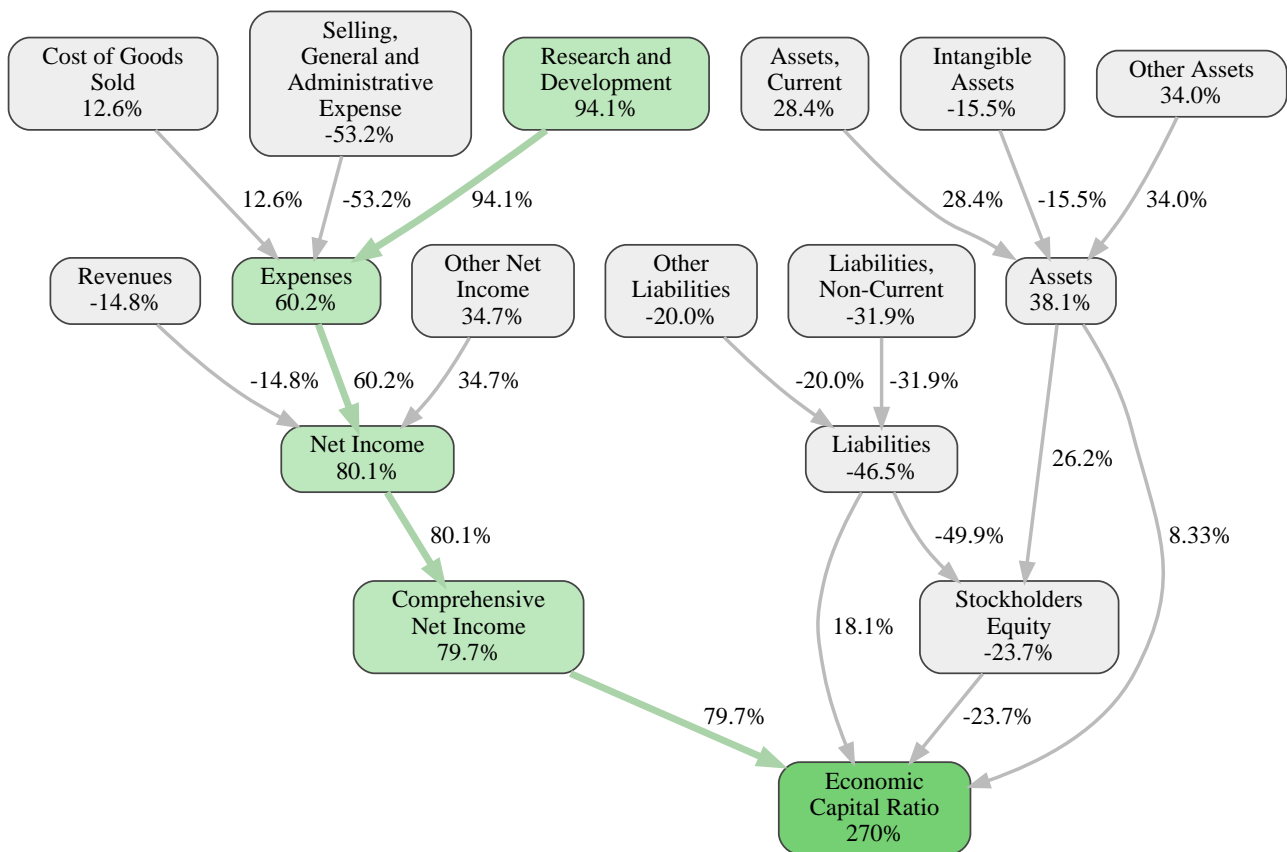 Cost of Goods
Sold
12.6%
Selling,
General and
Administrative
Expense
-53.2%
Research and
Development
94.1%
Assets,
Current
28.4%
Intangible
Assets
-15.5%
Other Assets
34.0%
12.6%
-53.2%
94.1%
28.4%
-15.5%
34.0%
Revenues
-14.8%
Expenses
60.2%
Other Net
Income
34.7%
Other
Liabilities
-20.0%
Liabilities,
Non-Current
-31.9%
Assets
38.1%
-14.8%
60.2%
34.7%
-20.0%
-31.9%
Net Income
80.1%
Liabilities
-46.5%
26.2%
80.1%
-49.9%
8.33%
Comprehensive
Net Income
79.7%
18.1%
Stockholders
Equity
-23.7%
79.7%
-23.7%
Economic
Capital Ratio
270%